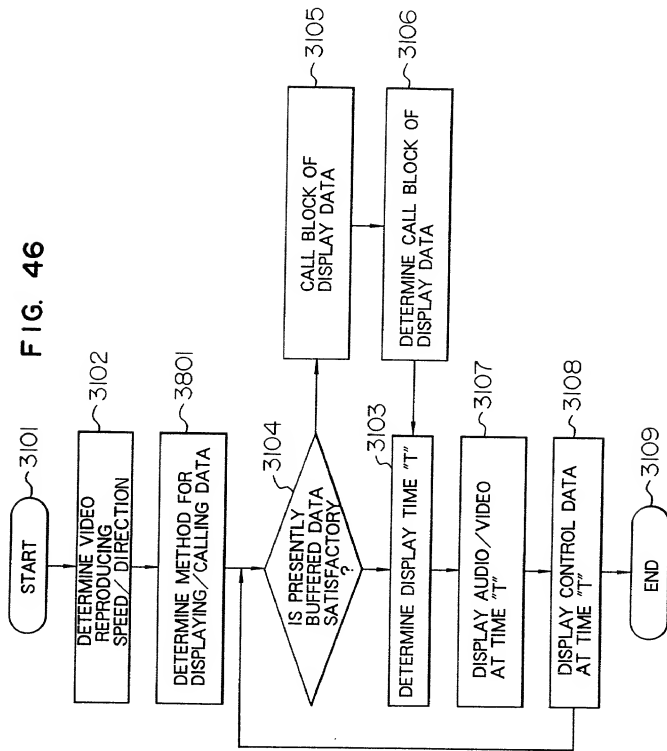 FIG. 46
START
3101
DETERMINE VIDEO
REPRODUCING
SPEED/DIRECTION
3102
DETERMINE METHOD FOR
DISPLAYING/CALLING DATA
3801
IS PRESENTLY
BUFFERED DATA
SATISFACTORY
?
3104
CALL BLOCK OF
DISPLAY DATA
3105
DETERMINE CALL BLOCK OF
DISPLAY DATA
3106
DETERMINE DISPLAY TIME "T"
3103
DISPLAY AUDIO/VIDEO
AT TIME "T"
3107
DISPLAY CONTROL DATA
AT TIME "T"
3108
END
3109